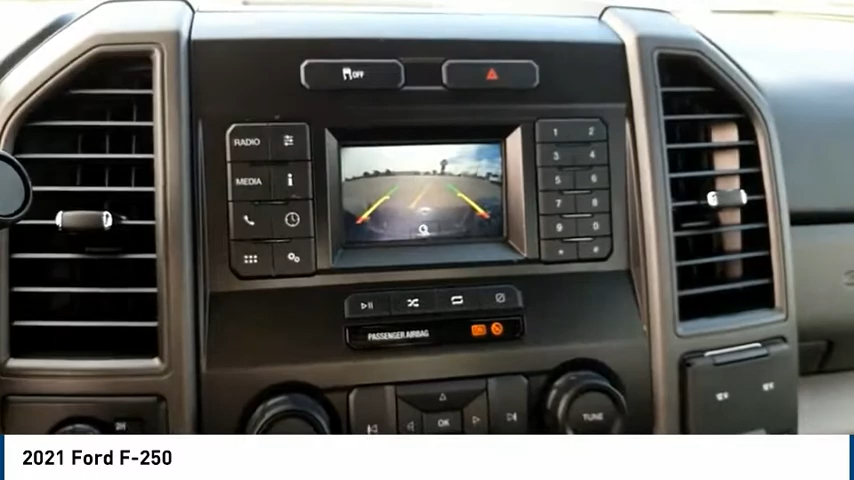 OFF
RADIO
1 2
3 4
MEDIA
5 6
7 8
9 0
* #
PASSENGER AIRBAG
OK
TUNE
2021 Ford F-250